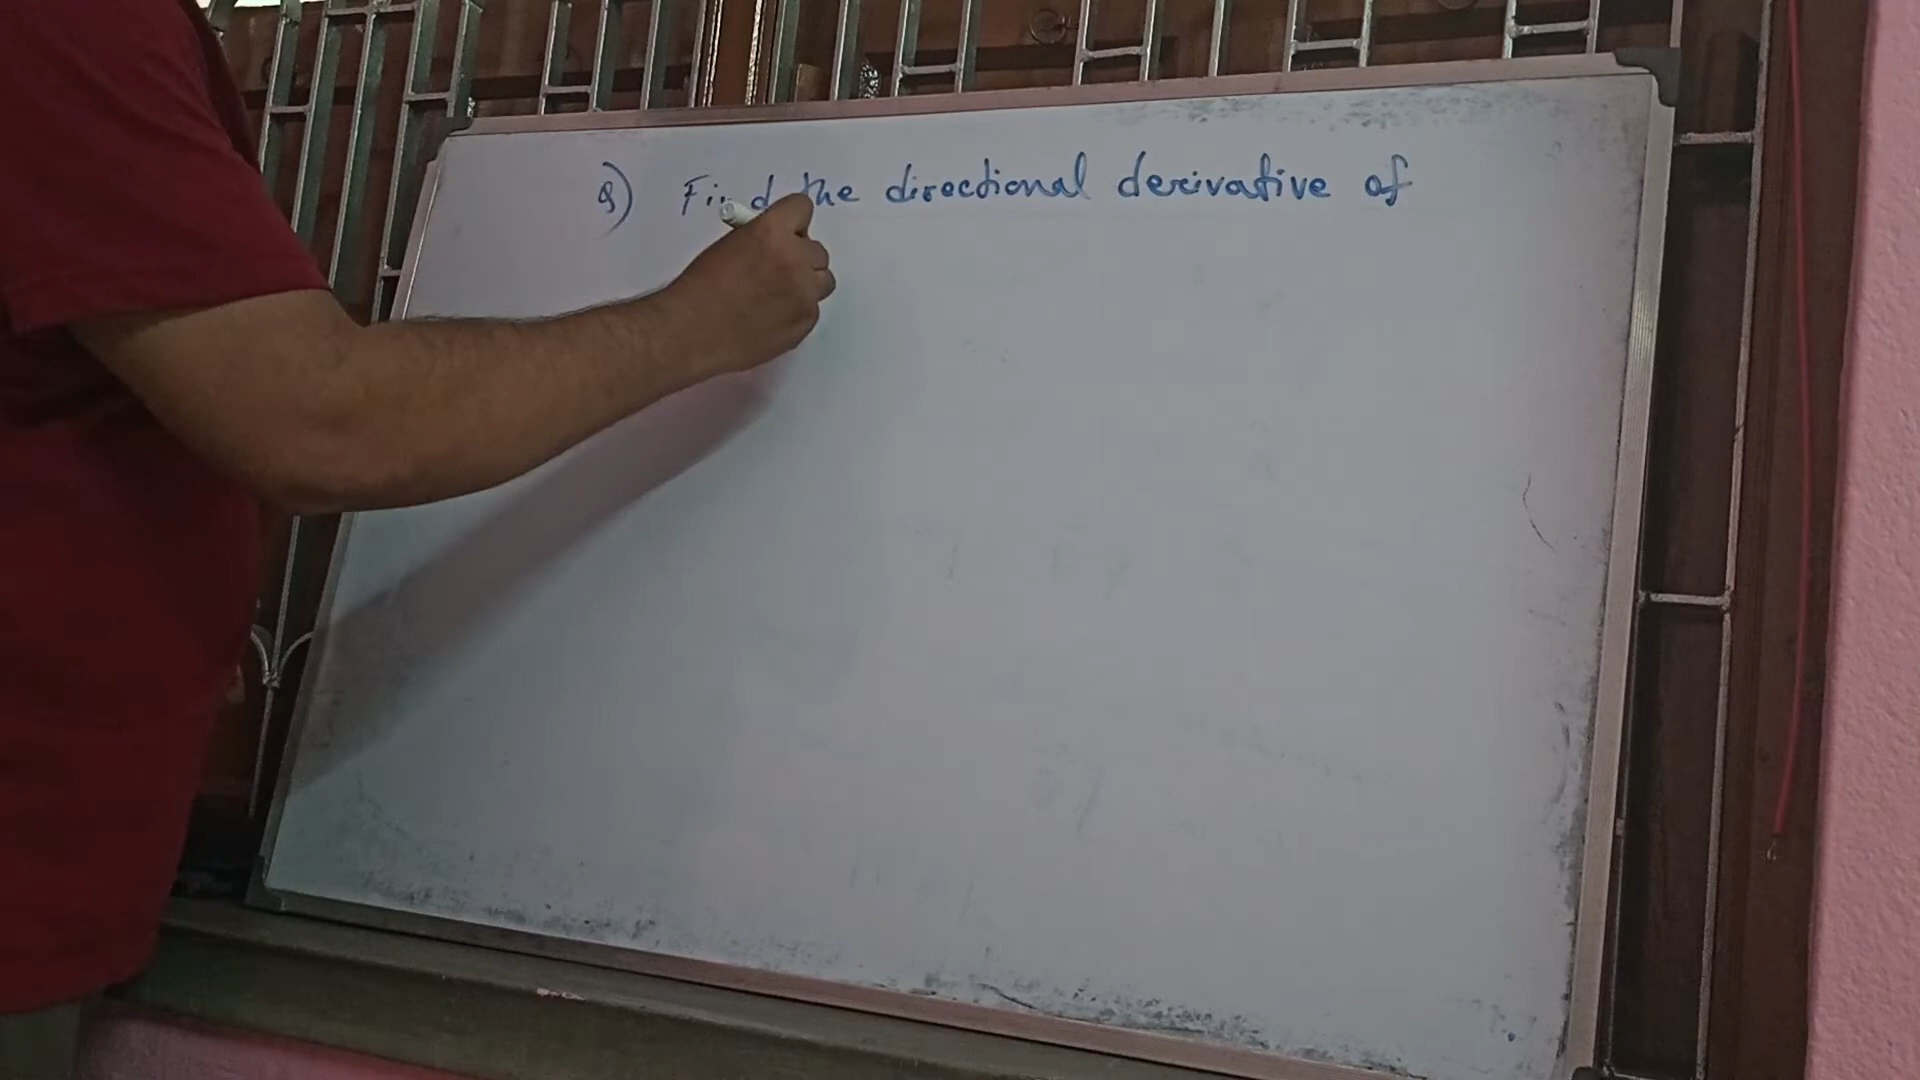 Q) Find the directional derivative of